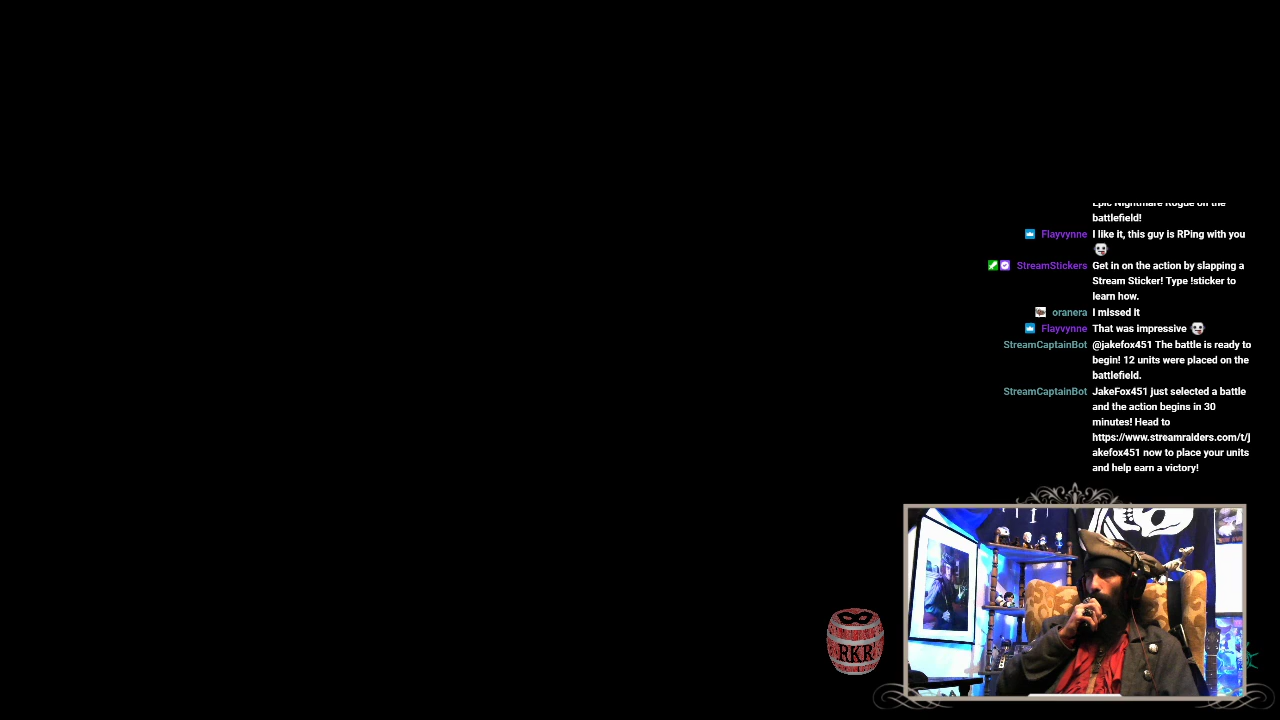 Epic Nightmare Rogue on the
battlefield!
Flayvynne I like it, this guy is RPing with you
StreamStickers Get in on the action by slapping a
Stream Sticker! Type !sticker to
learn how.
oranera I missed it
Flayvynne That was impressive
StreamCaptainBot @jakefox451 The battle is ready to
begin! 12 units were placed on the
battlefield.
StreamCaptainBot JakeFox451 just selected a battle
and the action begins in 30
minutes! Head to
https://www.streamraiders.com/t/j
akefox451 now to place your units
and help earn a victory!
RKR